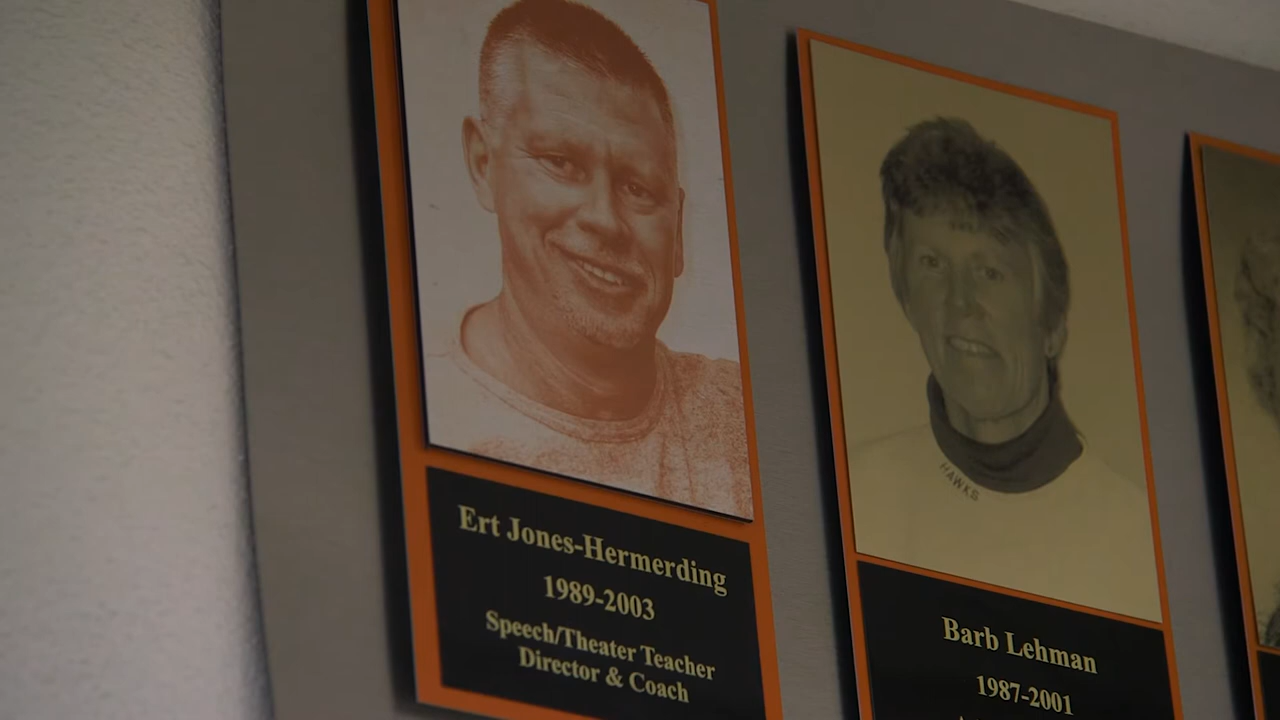 Ert Jones-Hermerding
1989-2003
Speech/Theater Teacher
Director & Coach
HAWKS
Barb Lehman
1987-2001